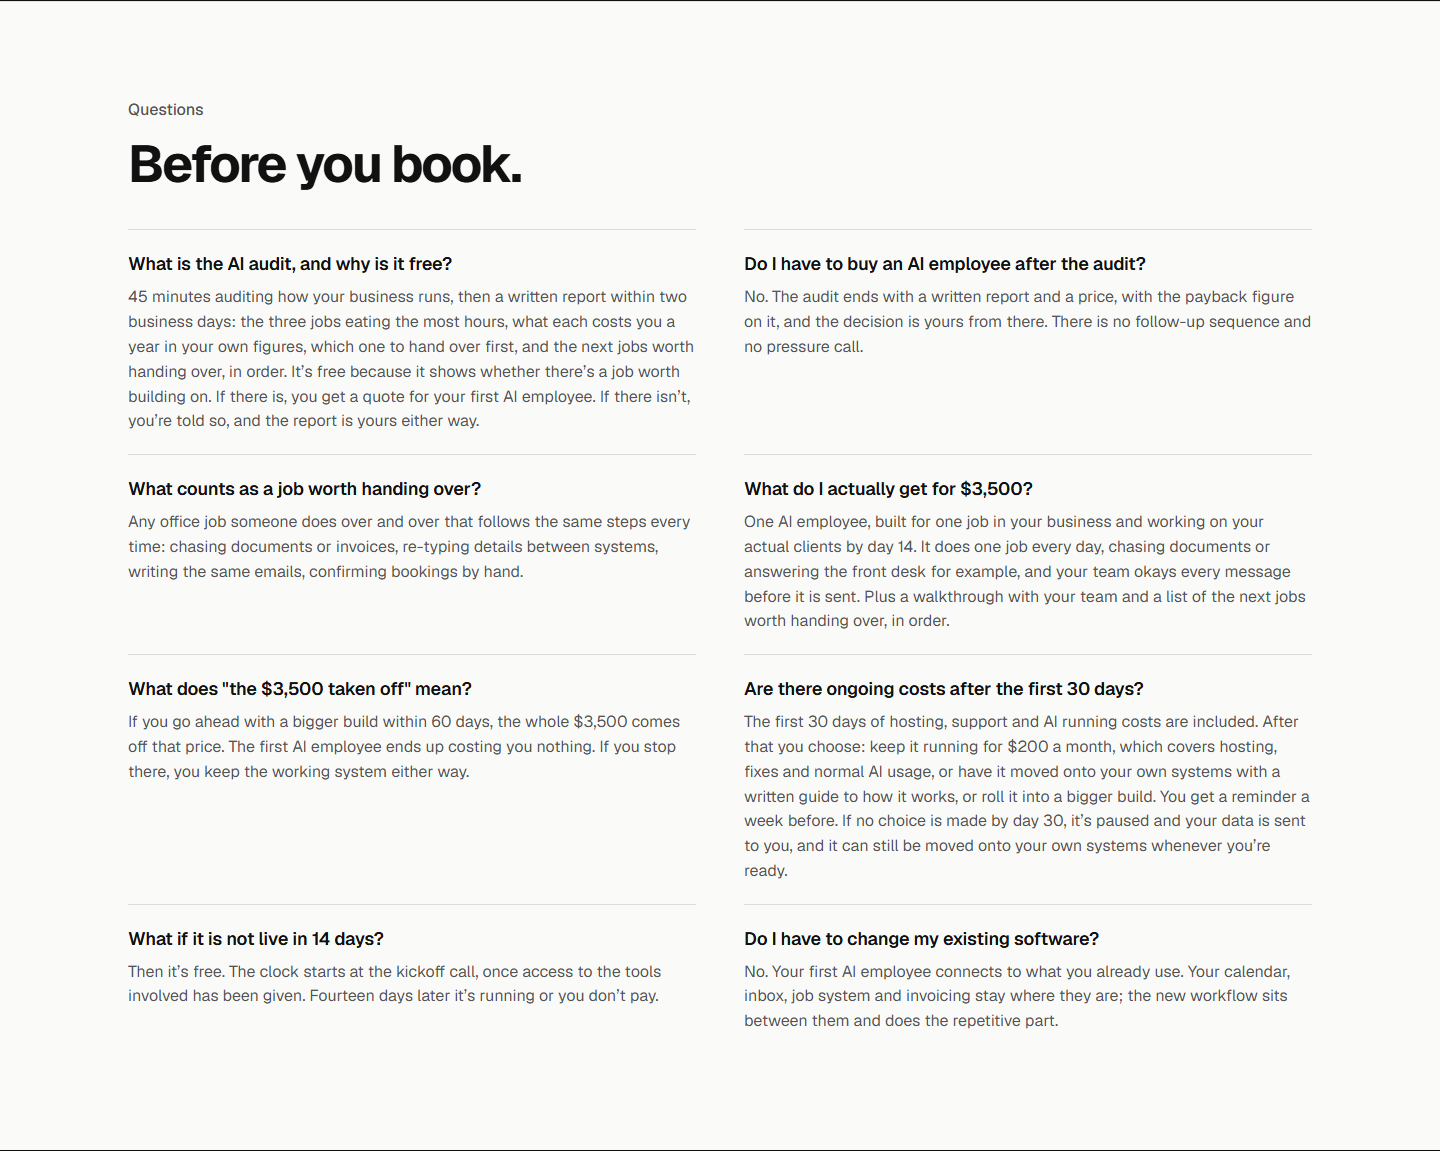 Questions
Before you book.
What is the AI audit, and why is it free?
45 minutes auditing how your business runs, then a written report within two
business days: the three jobs eating the most hours, what each costs you a
year in your own figures, which one to hand over first, and the next jobs worth
handing over, in order. It’s free because it shows whether there’s a job worth
building on. If there is, you get a quote for your first AI employee. If there isn’t,
you’re told so, and the report is yours either way.
Do I have to buy an AI employee after the audit?
No. The audit ends with a written report and a price, with the payback figure
on it, and the decision is yours from there. There is no follow-up sequence and
no pressure call.
What counts as a job worth handing over?
Any office job someone does over and over that follows the same steps every
time: chasing documents or invoices, re-typing details between systems,
writing the same emails, confirming bookings by hand.
What do I actually get for $3,500?
One AI employee, built for one job in your business and working on your
actual clients by day 14. It does one job every day, chasing documents or
answering the front desk for example, and your team okays every message
before it is sent. Plus a walkthrough with your team and a list of the next jobs
worth handing over, in order.
What does "the $3,500 taken off" mean?
If you go ahead with a bigger build within 60 days, the whole $3,500 comes
off that price. The first AI employee ends up costing you nothing. If you stop
there, you keep the working system either way.
Are there ongoing costs after the first 30 days?
The first 30 days of hosting, support and AI running costs are included. After
that you choose: keep it running for $200 a month, which covers hosting,
fixes and normal AI usage, or have it moved onto your own systems with a
written guide to how it works, or roll it into a bigger build. You get a reminder a
week before. If no choice is made by day 30, it’s paused and your data is sent
to you, and it can still be moved onto your own systems whenever you’re
ready.
What if it is not live in 14 days?
Then it’s free. The clock starts at the kickoff call, once access to the tools
involved has been given. Fourteen days later it’s running or you don’t pay.
Do I have to change my existing software?
No. Your first AI employee connects to what you already use. Your calendar,
inbox, job system and invoicing stay where they are; the new workflow sits
between them and does the repetitive part.